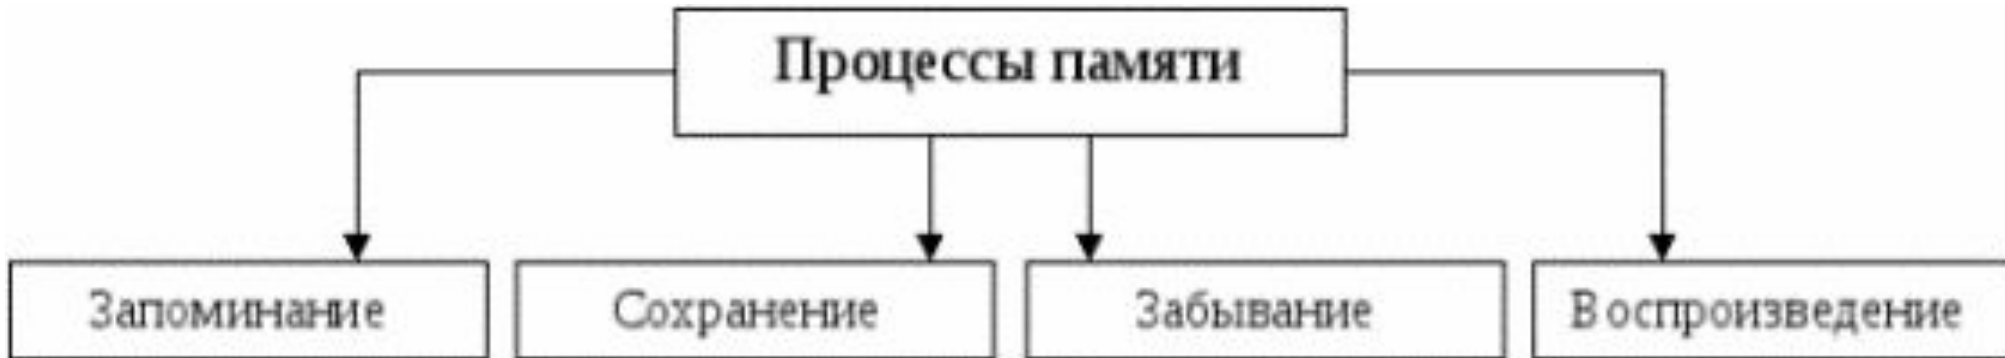 Процессы памяти
Запоминание
Сохранение
Забывание
Воспроизведение